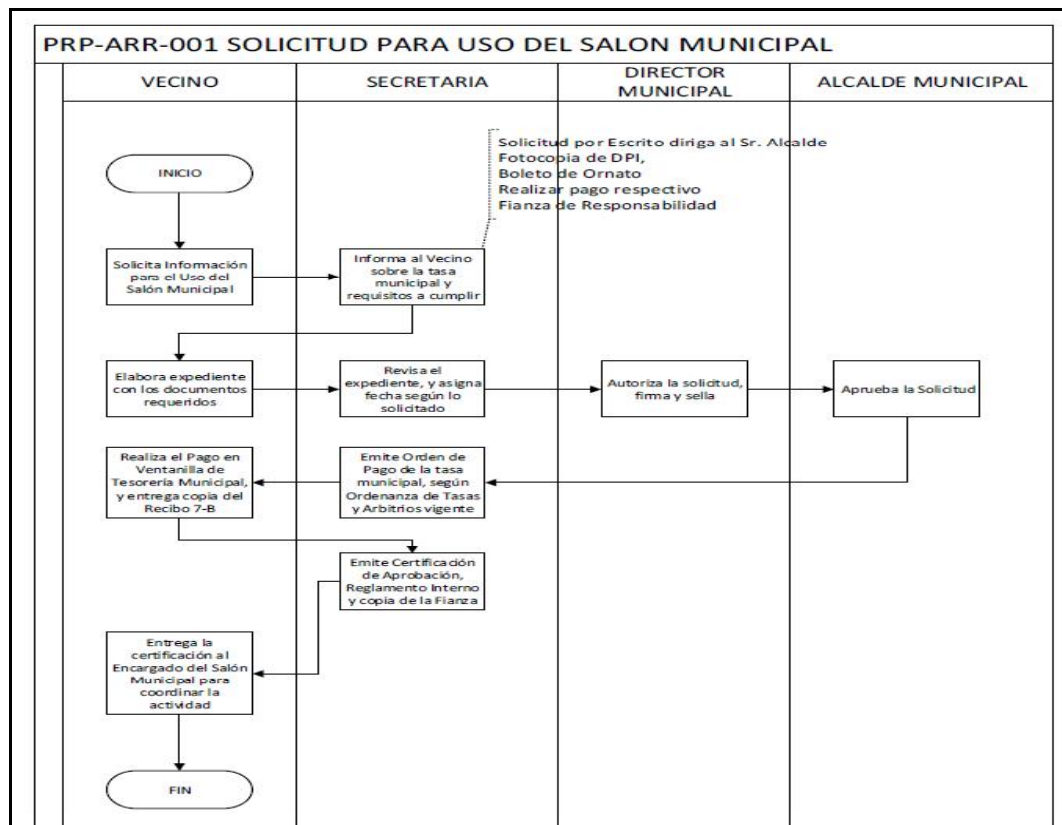 PRP-ARR-001 SOLICITUD PARA USO DEL SALON MUNICIPAL
VECINO
SECRETARIA
DIRECTOR
MUNICIPAL
ALCALDE MUNICIPAL
Solicitud por Escrito diriga al Sr. Alcalde
Fotocopia de DPI,
Boleto de Ornato
Realizar pago respectivo
Fianza de Responsabilidad
INICIO
Solicita Información
para el Uso del
Salón Municipal
Informa al Vecino
sobre la tasa
municipal y
requisitos a cumplir
Elabora expediente
con los documentos
requeridos
Revisa el
expediente, y asigna
fecha según lo
solicitado
Autoriza la solicitud,
firma y sella
Aprueba la Solicitud
Emite Orden de
Pago de la tasa
municipal, según
Ordenanza de Tasas
y Arbitrios vigente
Realiza el Pago en
Ventanilla de
Tesorería Municipal,
y entrega copia del
Recibo 7-B
Emite Certificación
de Aprobación,
Reglamento Interno
y copia de la Fianza
Entrega la
certificación al
Encargado del Salón
Municipal para
coordinar la
actividad
FIN